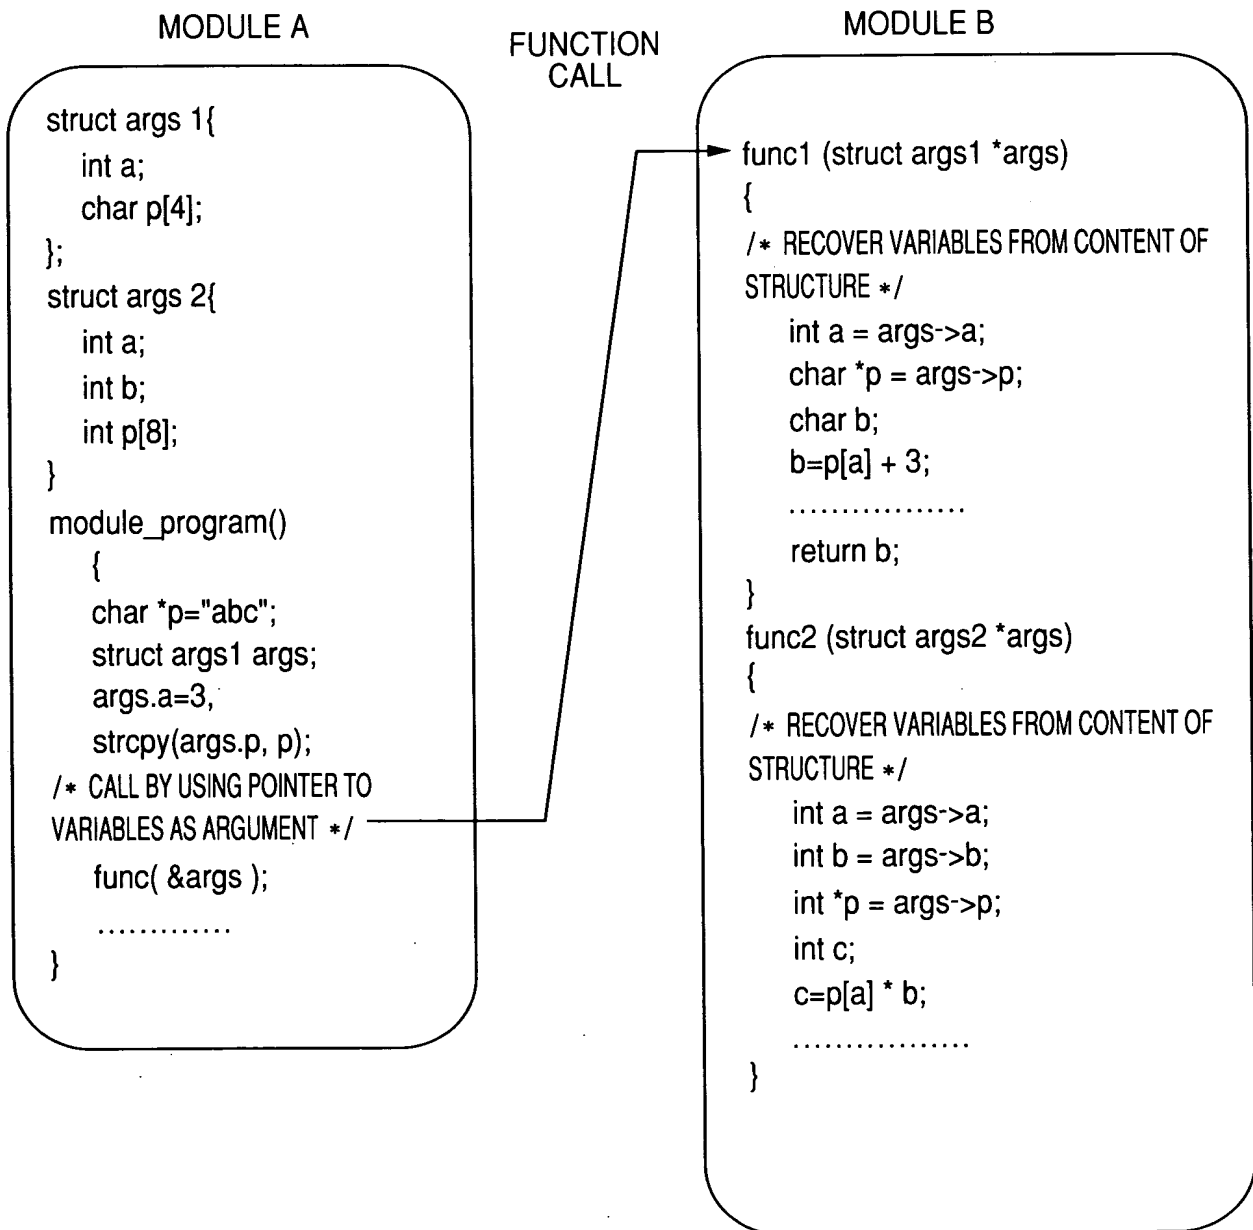 MODULE A
struct args 1{
int a;
char p[4];
};
struct args 2{
int a;
int b;
int p[8];
}
module_program()
{
char *p="abc";
struct args1 args;
args.a=3,
strcpy(args.p, p);
/* CALL BY USING POINTER TO
VARIABLES AS ARGUMENT */
func( &args );
.............
}
FUNCTION
CALL
MODULE B
func1 (struct args1 *args)
{
/* RECOVER VARIABLES FROM CONTENT OF
STRUCTURE */
int a = args->a;
char *p = args->p;
char b;
b=p[a] + 3;
.................
return b;
}
func2 (struct args2 *args)
{
/* RECOVER VARIABLES FROM CONTENT OF
STRUCTURE */
int a = args->a;
int b = args->b;
int *p = args->p;
int c;
c=p[a] * b;
.................
}